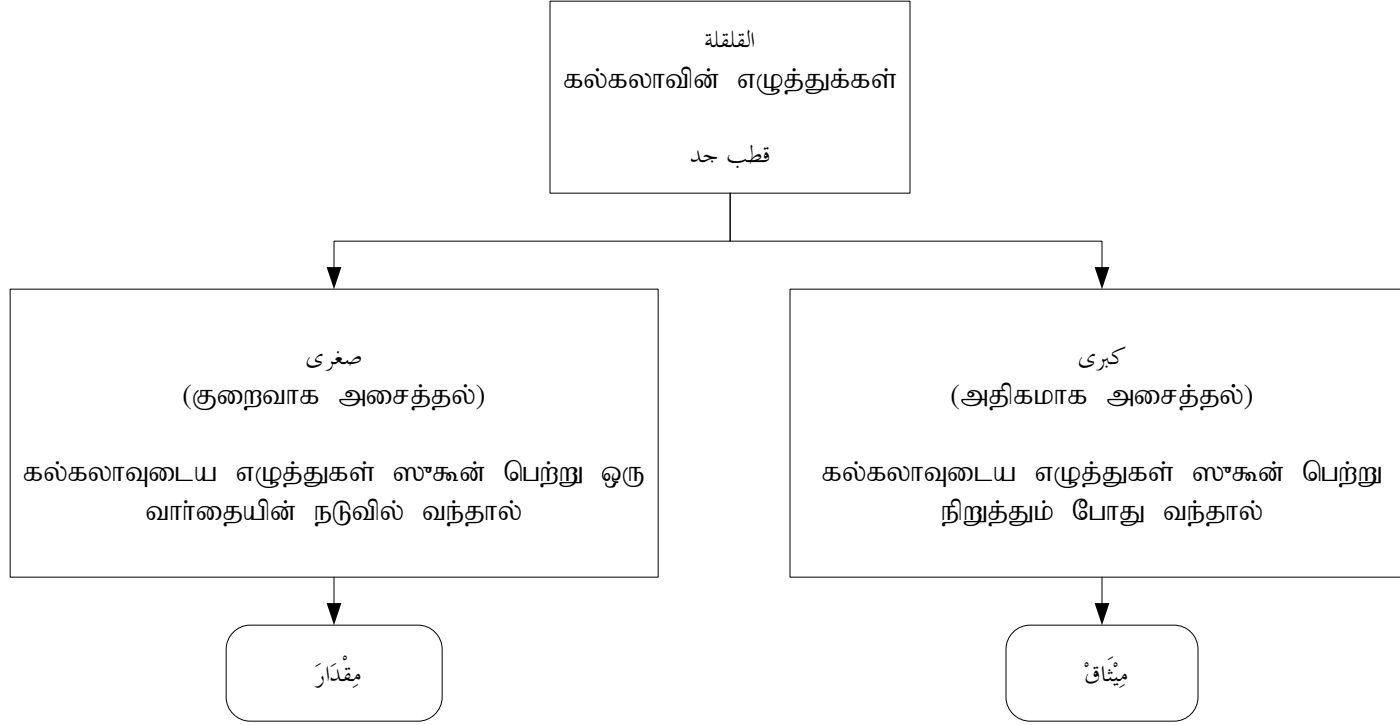 القلقلة
கல்கலாவின் எழுத்துக்கள்
قطب جد
صغرى
(குறைவாக அசைத்தல்)
கல்கலாவுடைய எழுத்துகள் ஸுகூன் பெற்று ஒரு
வார்தையின் நடுவில் வந்தால்
كبرى
(அதிகமாக அசைத்தல்)
கல்கலாவுடைய எழுத்துகள் ஸுகூன் பெற்று
நிறுத்தும் போது வந்தால்
مِقْدَارَ
مِيْثَاقْ